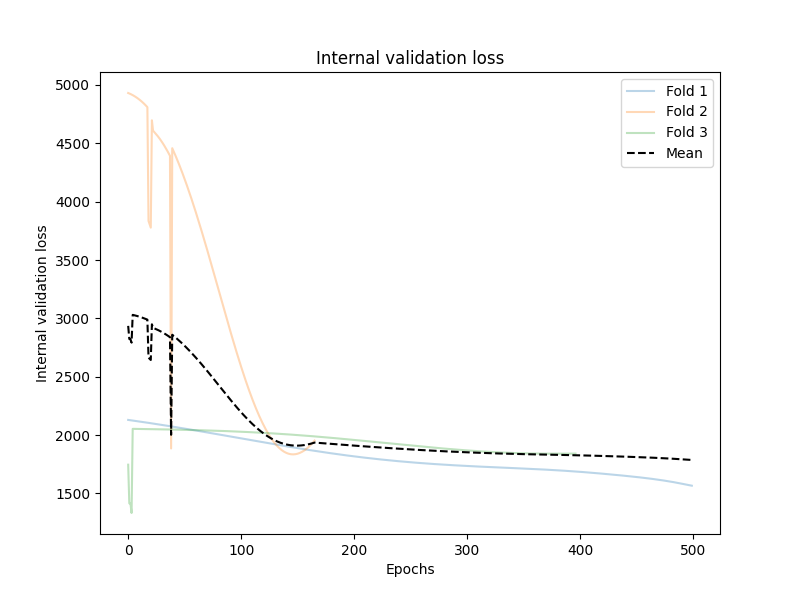 Internal validation loss
5000
4500
4000
3500
3000
2500
2000
1500
Internal validation loss
Fold 1
Fold 2
Fold 3
Mean
0
100
200
300
400
500
Epochs